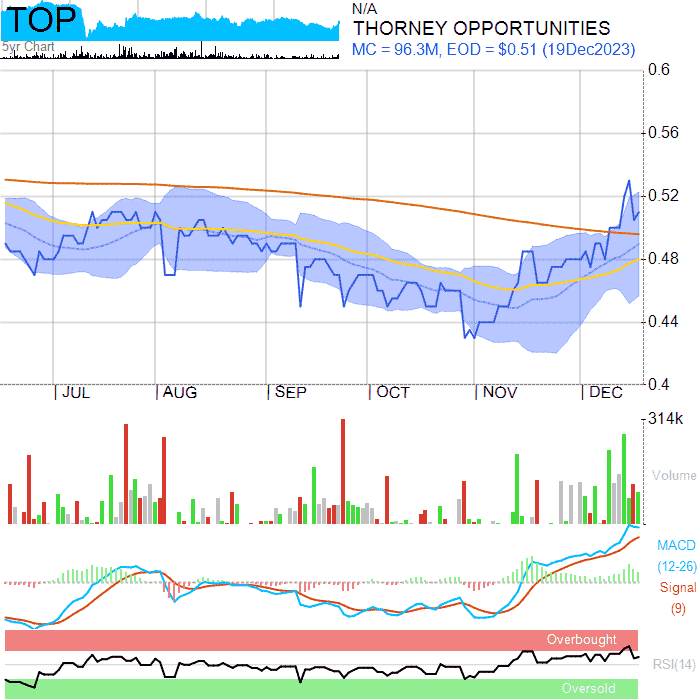 TOP
5yr Chart
N/A
THORNEY OPPORTUNITIES
MC = 96.3M, EOD = $0.51 (19Dec2023)
0.6
0.56
0.52
0.48
0.44
0.4
JUL AUG SEP OCT NOV DEC
314k
Volume
MACD
(12-26)
Signal
(9)
Overbought
RSI(14)
Oversold